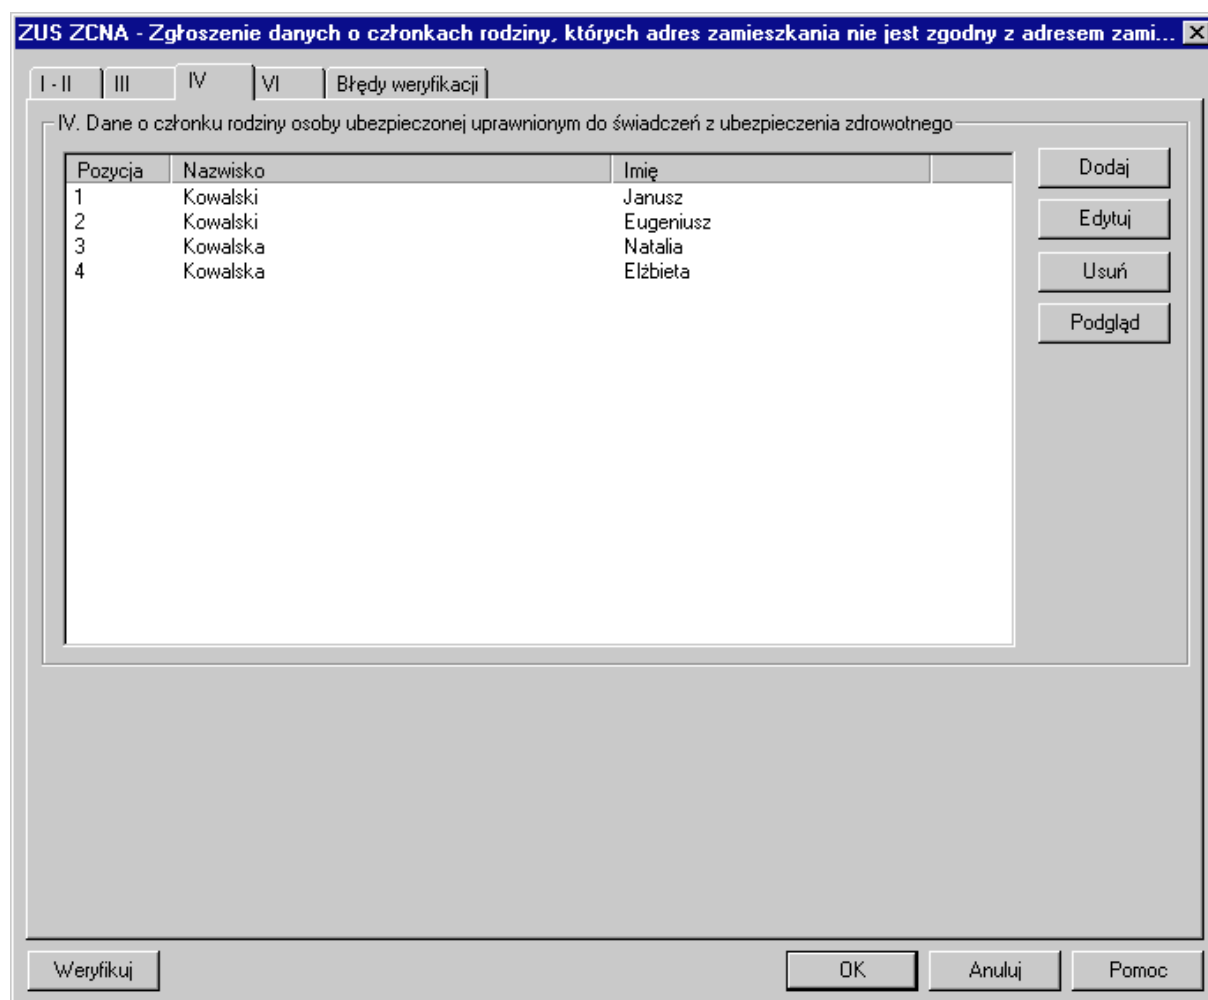 ZUS ZCNA - Zgłoszenie danych o członkach rodziny, których adres zamieszkania nie jest zgodny z adresem zami...
I - II III IV VI Błędy weryfikacji
IV. Dane o członku rodziny osoby ubezpieczonej uprawnionym do świadczeń z ubezpieczenia zdrowotnego
Pozycja Nazwisko Imię
1 Kowalski Janusz
2 Kowalski Eugeniusz
3 Kowalska Natalia
4 Kowalska Elżbieta
Dodaj
Edytuj
Usuń
Podgląd
Weryfikuj OK Anuluj Pomoc